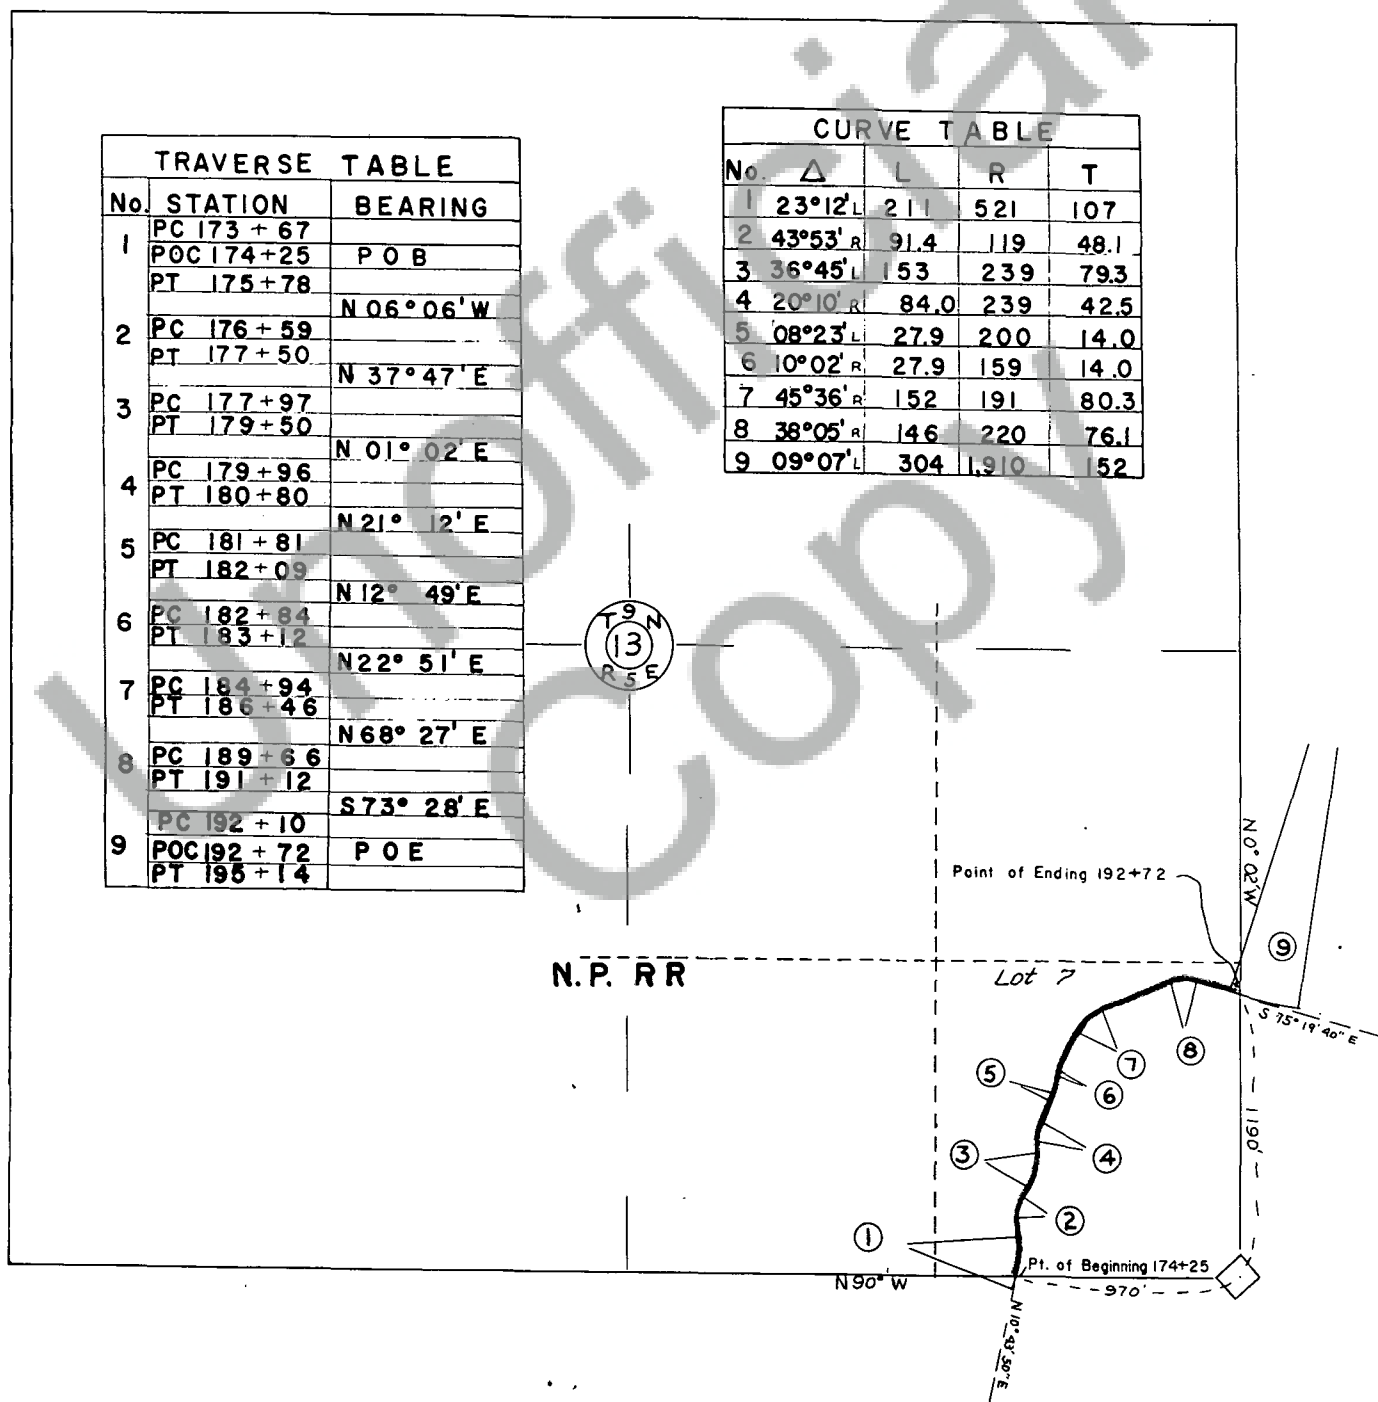 TRAVERSE TABLE
No. STATION BEARING
1 PC 173 + 67
POC 174+25 P O B
PT 175+78
N 06° 06' W
2 PC 176 + 59
PT 177 + 50
N 37° 47' E
3 PC 177 + 97
PT 179+50
N 01° 02' E
4 PC 179+96
PT 180+80
N 21° 12' E
5 PC 181 + 81
PT 182+09
N 12° 49' E
6 PC 182 + 84
PT 183+12
N 22° 51' E
7 PC 184+94
PT 186+46
N 68° 27' E
8 PC 189+66
PT 191 + 12
S 73° 28' E
PC 192 + 10
9 POC 192 + 72 P O E
PT 195+14
CURVE TABLE
No. Δ L R T
1 23°12' L 211 521 107
2 43°53' R 91.4 119 48.1
3 36°45' L 153 239 79.3
4 20°10' R 84.0 239 42.5
5 08°23' L 27.9 200 14.0
6 10°02' R 27.9 159 14.0
7 45°36' R 152 191 80.3
8 38°05' R 146 220 76.1
9 09°07' L 304 1,910 152
T 9 N
13
R 5 E
N 0° 02' W
Point of Ending 192+72
9
N.P. RR
Lot 7
S 75° 19' 40" E
8
7
5
6
1190'
3
4
2
1
Pt. of Beginning 174+25
N 90° W
970'
N 10° 43' 50" E
Unofficial
Copy